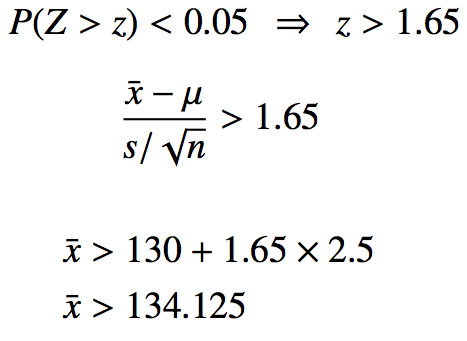 P(Z > z) < 0.05 ⇒ z > 1.65
x̄ − μ
s/ √n
> 1.65
x̄ > 130 + 1.65 × 2.5
x̄ > 134.125